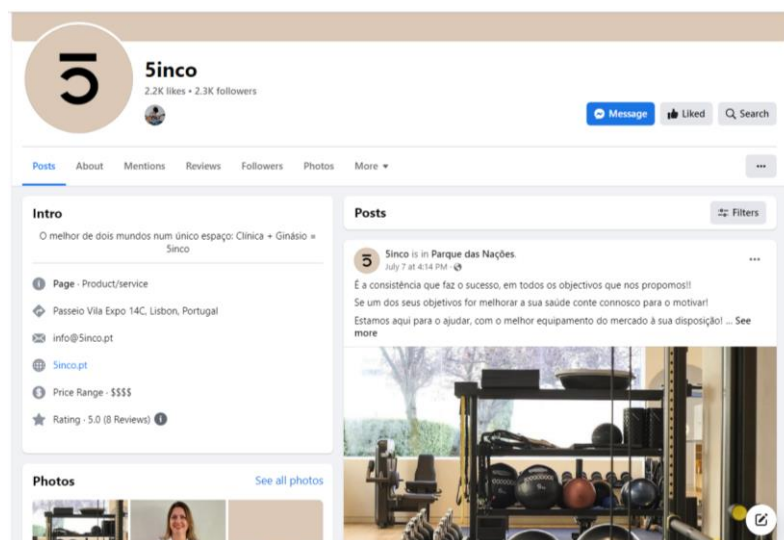 5inco
2.2K likes • 2.3K followers
Message
Liked
Search
Posts
About
Mentions
Reviews
Followers
Photos
More
Intro
O melhor de dois mundos num único espaço: Clínica + Ginásio =
5inco
Page · Product/service
Passeio Vila Expo 14C, Lisbon, Portugal
info@5inco.pt
5inco.pt
Price Range · $$$$
Rating · 5.0 (8 Reviews)
Photos
See all photos
Posts
Filters
5inco is in Parque das Nações.
July 7 at 4:14 PM ·
É a consistência que faz o sucesso, em todos os objectivos que nos propomos!!
Se um dos seus objetivos for melhorar a sua saúde conte connosco para o motivar!
Estamos aqui para o ajudar, com o melhor equipamento do mercado à sua disposição! ... See
more